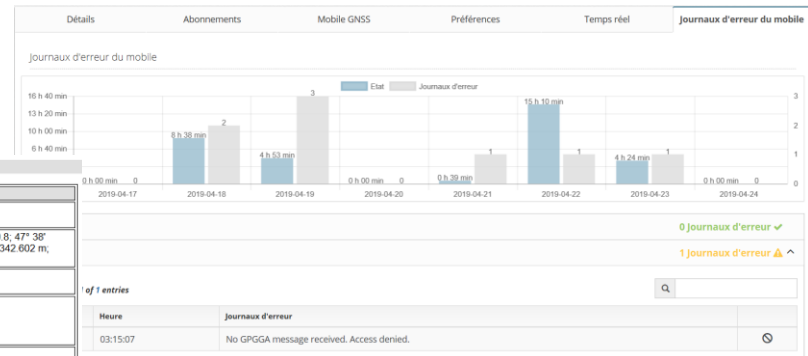 Détails Abonnements Mobile GNSS Préférences Temps réel Journaux d'erreur du mobile
Journaux d'erreur du mobile
Etat Journaux d'erreur
16 h 40 min 3 3
13 h 20 min 15 h 10 min
10 h 00 min 8 h 38 min 2 2
6 h 40 min 4 h 53 min 1 1 4 h 24 min 1 1
0 h 00 min 0 0 h 00 min 0 0 h 39 min 0 h 00 min 0 0
2019-04-17 2019-04-18 2019-04-19 2019-04-20 2019-04-21 2019-04-22 2019-04-23 2019-04-24
0 Journaux d'erreur
.8; 47° 38'
342.602 m;
1 Journaux d'erreur
of 1 entries
Heure Journaux d'erreur
03:15:07 No GPGGA message received. Access denied.